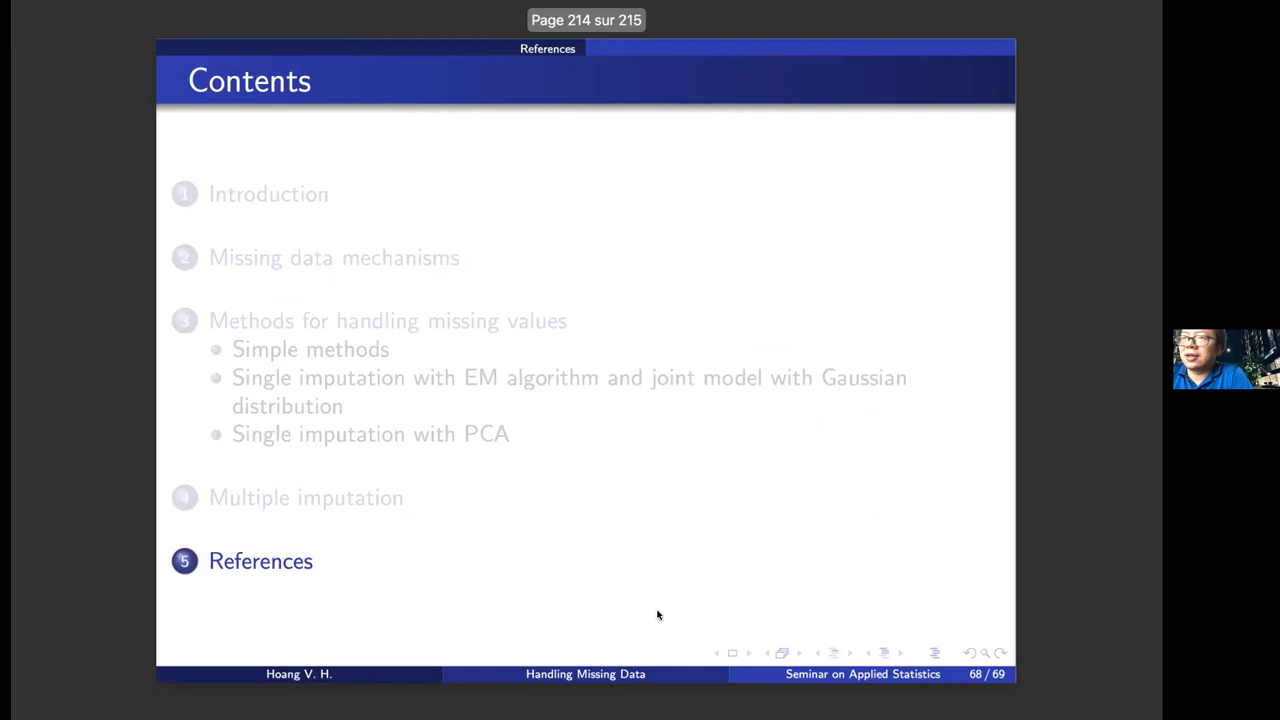 Page 214 sur 215
References
Contents
1 Introduction
2 Missing data mechanisms
3 Methods for handling missing values
Simple methods
Single imputation with EM algorithm and joint model with Gaussian
distribution
Single imputation with PCA
4 Multiple imputation
5 References
Hoang V. H. Handling Missing Data Seminar on Applied Statistics 68 / 69